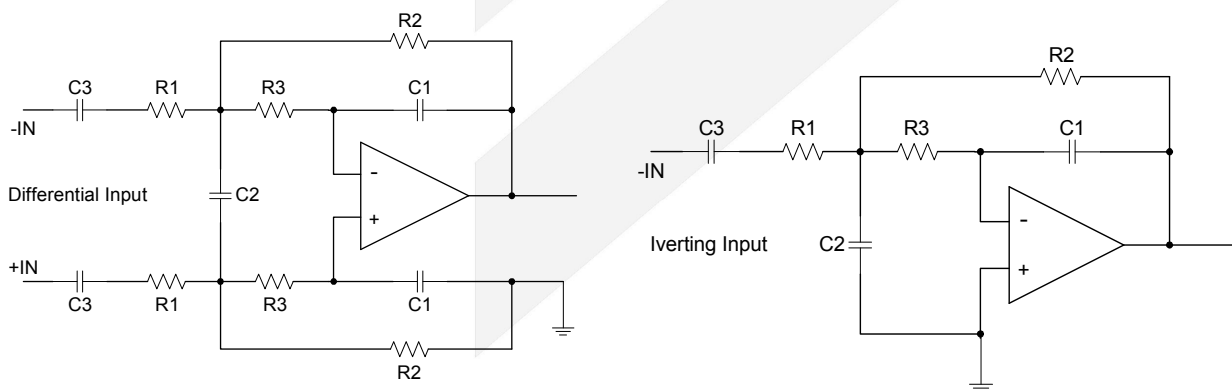 R2
C3 R1 R3 C1
-IN
-
Differential Input
C2
+
+IN
C3 R1 R3 C1
R2
R2
C3 R1 R3 C1
-IN
-
Iverting Input
C2
+